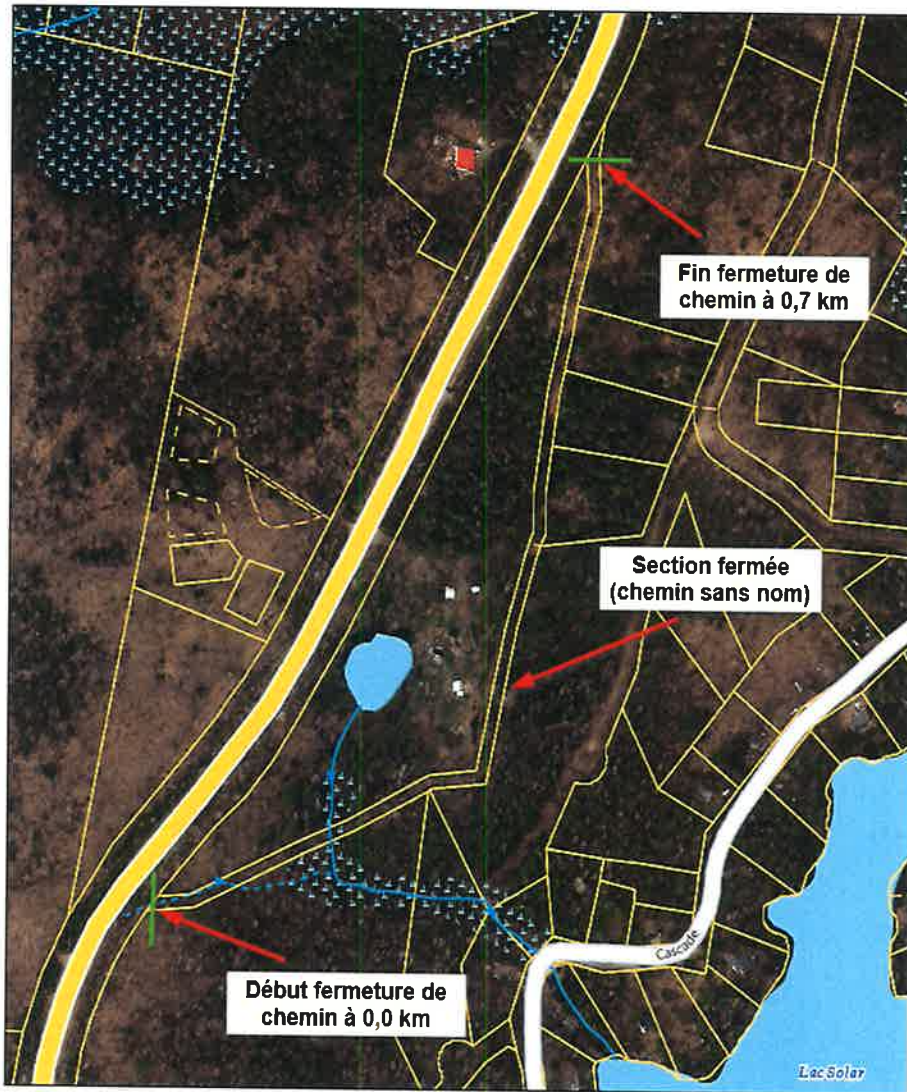 Fin fermeture de
chemin à 0,7 km
Section fermée
(chemin sans nom)
Cascade
Début fermeture de
chemin à 0,0 km
Lac Solar